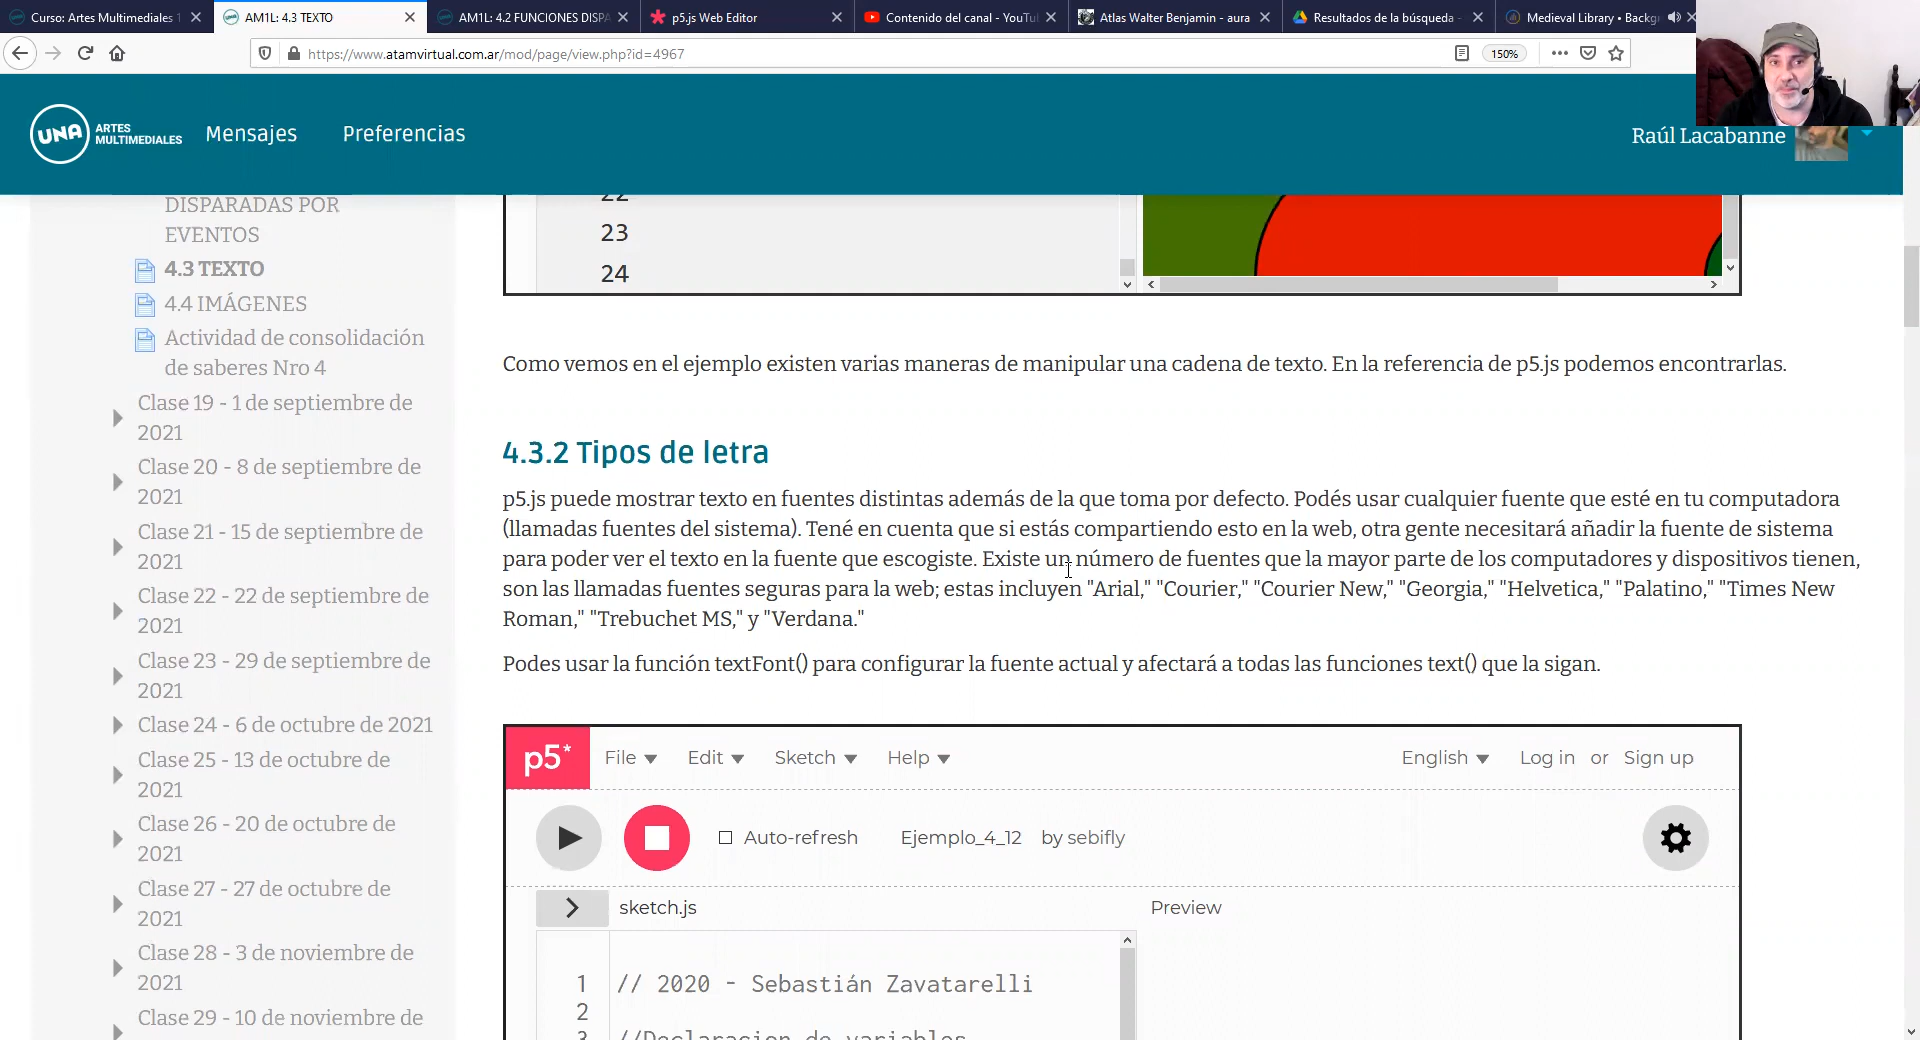 Curso: Artes Multimediales 1
AM1L: 4.3 TEXTO
AM1L: 4.2 FUNCIONES DISPA
p5.js Web Editor
Contenido del canal - YouTu
Atlas Walter Benjamin - aura
Resultados de la búsqueda -
Medieval Library • Backg
https://www.atamvirtual.com.ar/mod/page/view.php?id=4967
150%
UNA ARTES MULTIMEDIALES
Mensajes
Preferencias
Raúl Lacabanne
DISPARADAS POR
EVENTOS
4.3 TEXTO
4.4 IMÁGENES
Actividad de consolidación
de saberes Nro 4
Clase 19 - 1 de septiembre de
2021
Clase 20 - 8 de septiembre de
2021
Clase 21 - 15 de septiembre de
2021
Clase 22 - 22 de septiembre de
2021
Clase 23 - 29 de septiembre de
2021
Clase 24 - 6 de octubre de 2021
Clase 25 - 13 de octubre de
2021
Clase 26 - 20 de octubre de
2021
Clase 27 - 27 de octubre de
2021
Clase 28 - 3 de noviembre de
2021
Clase 29 - 10 de noviembre de
22
23
24
Como vemos en el ejemplo existen varias maneras de manipular una cadena de texto. En la referencia de p5.js podemos encontrarlas.
4.3.2 Tipos de letra
p5.js puede mostrar texto en fuentes distintas además de la que toma por defecto. Podés usar cualquier fuente que esté en tu computadora
(llamadas fuentes del sistema). Tené en cuenta que si estás compartiendo esto en la web, otra gente necesitará añadir la fuente de sistema
para poder ver el texto en la fuente que escogiste. Existe un número de fuentes que la mayor parte de los computadores y dispositivos tienen,
son las llamadas fuentes seguras para la web; estas incluyen "Arial," "Courier," "Courier New," "Georgia," "Helvetica," "Palatino," "Times New
Roman," "Trebuchet MS," y "Verdana."
Podes usar la función textFont() para configurar la fuente actual y afectará a todas las funciones text() que la sigan.
p5*
File
Edit
Sketch
Help
English
Log in or Sign up
Auto-refresh
Ejemplo_4_12
by sebifly
sketch.js
Preview
1 // 2020 - Sebastián Zavatarelli
2
3 //Declaracion de variables